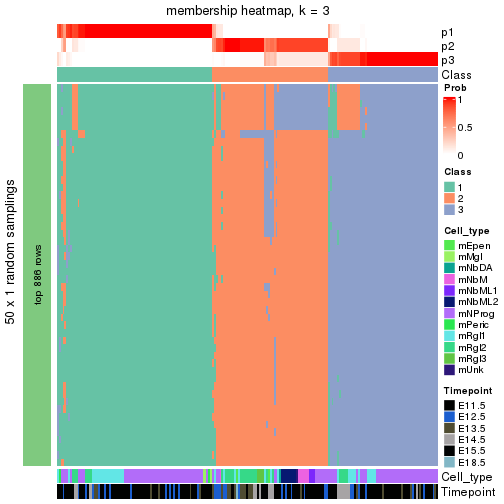 membership heatmap, k = 3
p1
p2
p3
Class
50 x 1 random samplings
top 886 rows
Prob
1
0.5
0
Class
1
2
3
Cell_type
mEpen
mMgl
mNbDA
mNbM
mNbML1
mNbML2
mNProg
mPeric
mRgl1
mRgl2
mRgl3
mUnk
Timepoint
E11.5
E12.5
E13.5
E14.5
E15.5
E18.5
Cell_type
Timepoint